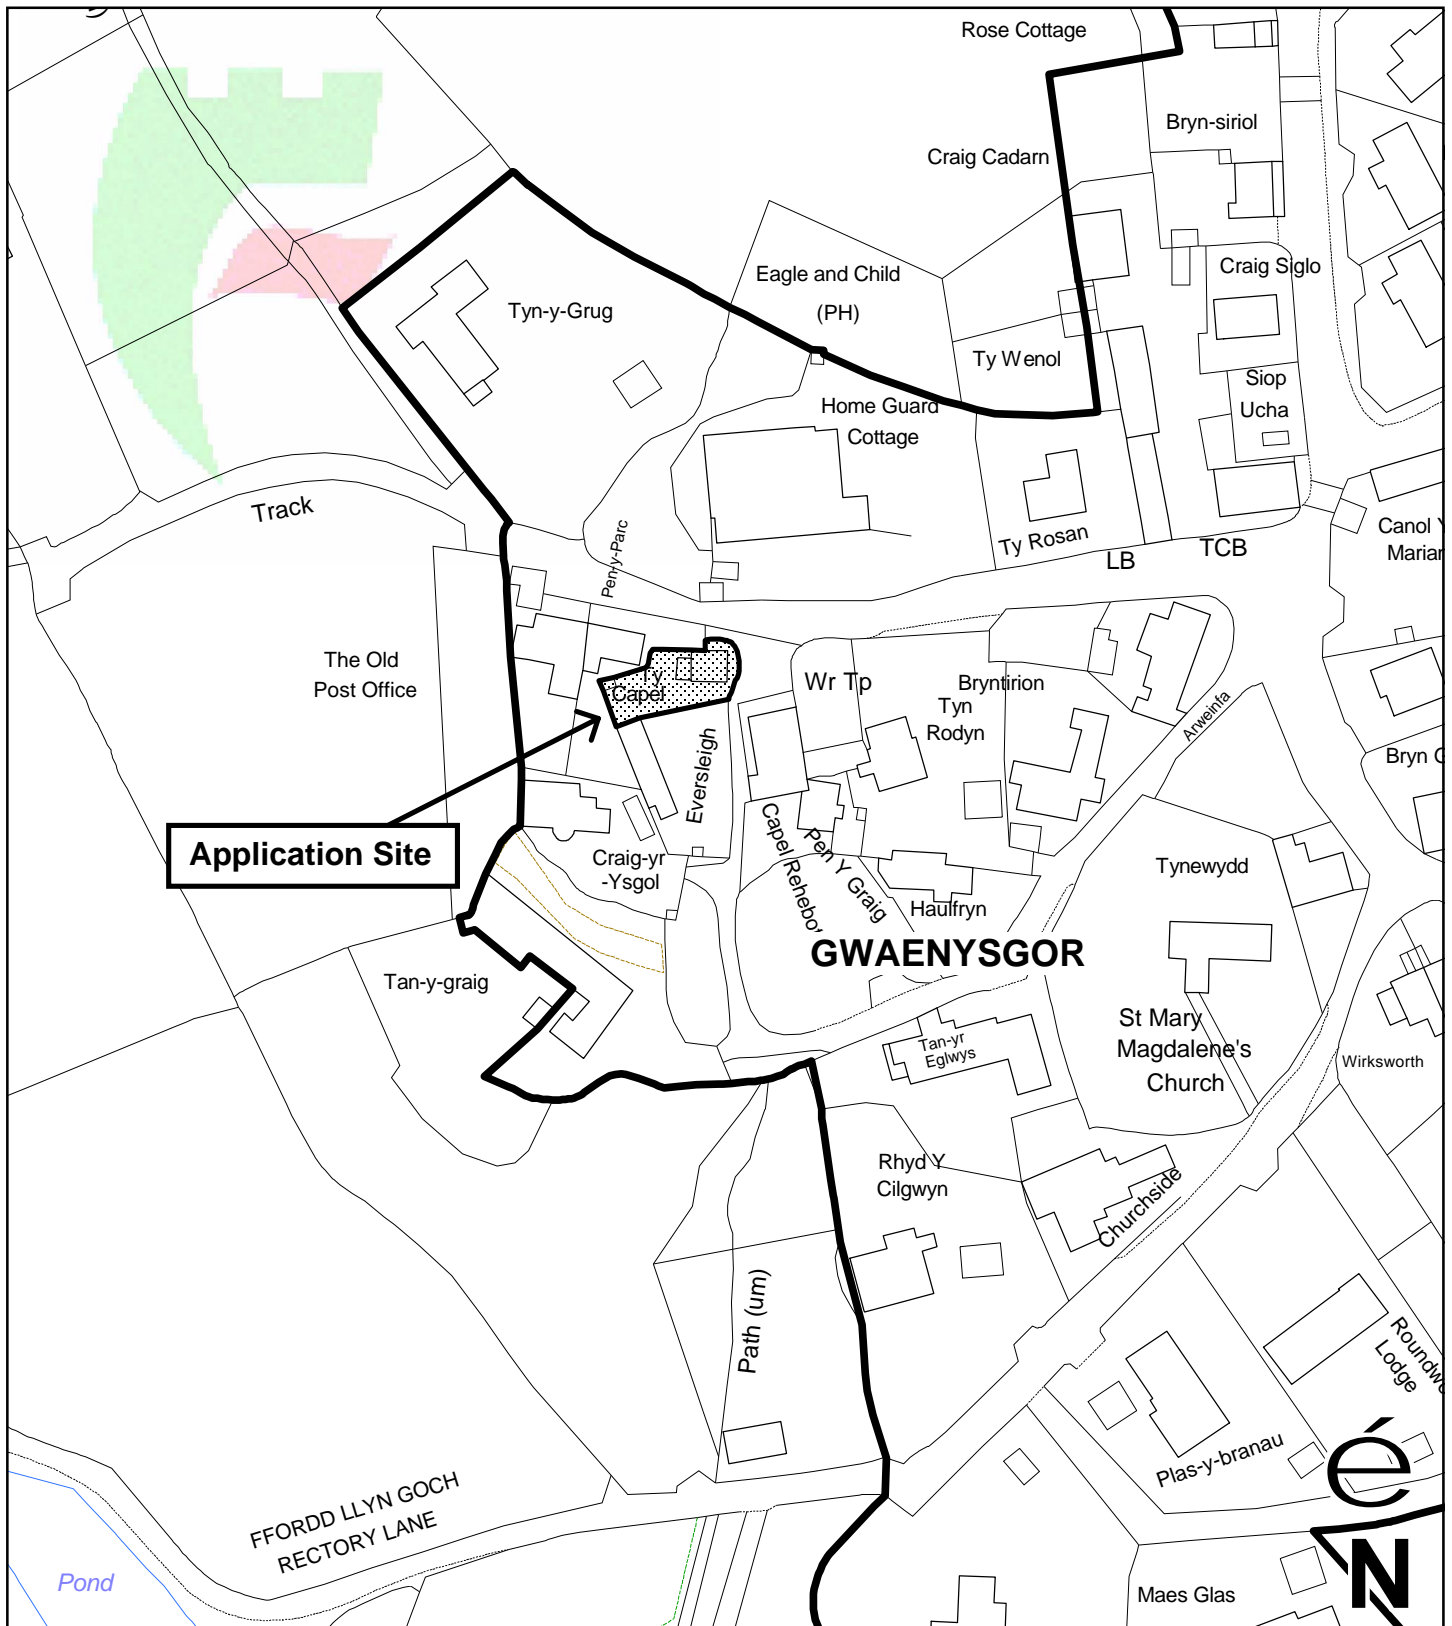 Rose Cottage
Bryn-siriol
Craig Cadarn
Eagle and Child
(PH)
Craig Siglo
Tyn-y-Grug
Ty Wenol
Siop
Ucha
Home Guard
Cottage
Track
Canol Y
Marian
Pen-y-Parc
Ty Rosan
LB
TCB
The Old
Post Office
Ty
Capel
Wr Tp
Bryntirion
Tyn
Rodyn
Arweinfa
Eversleigh
Bryn G
Application Site
Capel Rehebot
Pen Y Graig
Craig-yr
-Ysgol
Tynewydd
Haulfryn
GWAENYSGOR
Tan-y-graig
St Mary
Magdalene's
Church
Tan-yr
Eglwys
Wirksworth
Rhyd Y
Cilgwyn
Churchside
Path (um)
Lodge
Plas-y-branau
é
FFORDD LLYN GOCH
RECTORY LANE
Pond
Maes Glas
N